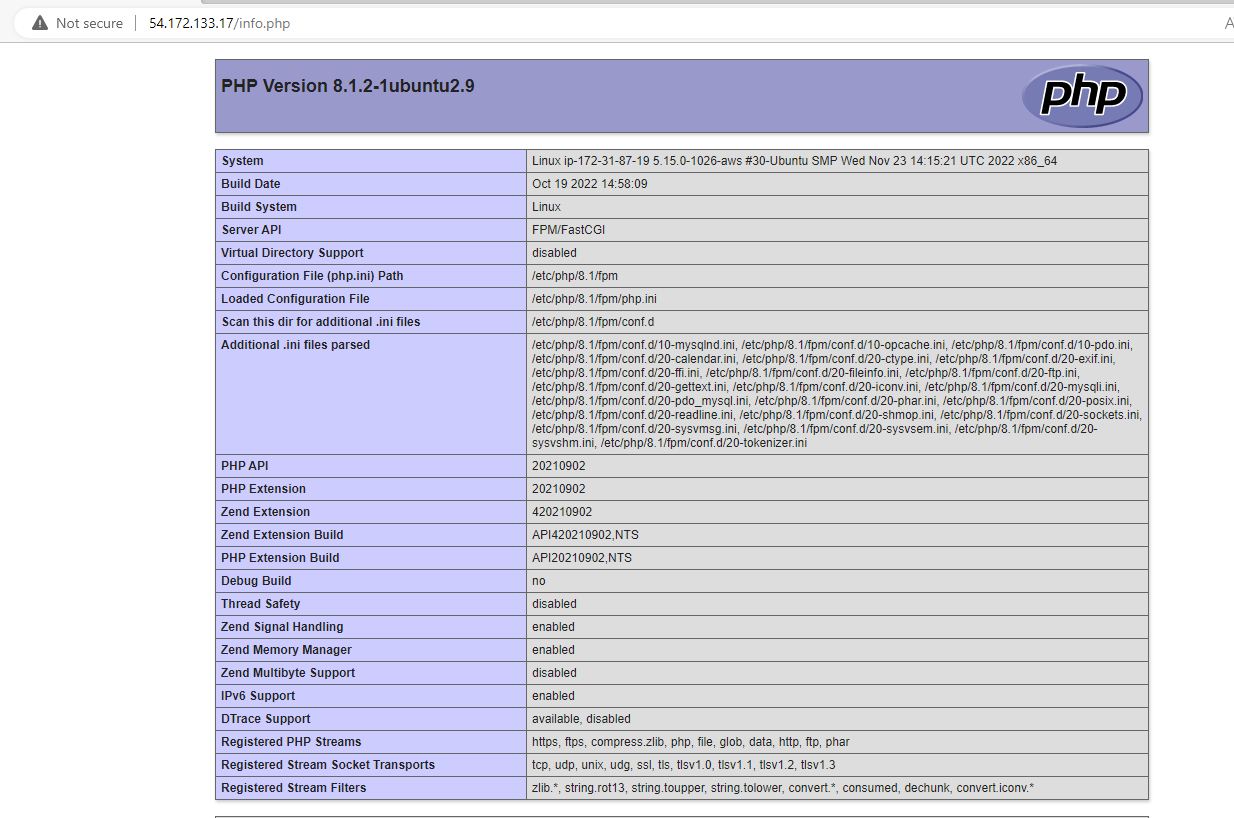 Not secure 54.172.133.17/info.php A
PHP Version 8.1.2-1ubuntu2.9
php
System Linux ip-172-31-87-19 5.15.0-1026-aws #30-Ubuntu SMP Wed Nov 23 14:15:21 UTC 2022 x86_64
Build Date Oct 19 2022 14:58:09
Build System Linux
Server API FPM/FastCGI
Virtual Directory Support disabled
Configuration File (php.ini) Path /etc/php/8.1/fpm
Loaded Configuration File /etc/php/8.1/fpm/php.ini
Scan this dir for additional .ini files /etc/php/8.1/fpm/conf.d
Additional .ini files parsed /etc/php/8.1/fpm/conf.d/10-mysqlnd.ini, /etc/php/8.1/fpm/conf.d/10-opcache.ini, /etc/php/8.1/fpm/conf.d/10-pdo.ini,
/etc/php/8.1/fpm/conf.d/20-calendar.ini, /etc/php/8.1/fpm/conf.d/20-ctype.ini, /etc/php/8.1/fpm/conf.d/20-exif.ini,
/etc/php/8.1/fpm/conf.d/20-ffi.ini, /etc/php/8.1/fpm/conf.d/20-fileinfo.ini, /etc/php/8.1/fpm/conf.d/20-ftp.ini,
/etc/php/8.1/fpm/conf.d/20-gettext.ini, /etc/php/8.1/fpm/conf.d/20-iconv.ini, /etc/php/8.1/fpm/conf.d/20-mysqli.ini,
/etc/php/8.1/fpm/conf.d/20-pdo_mysql.ini, /etc/php/8.1/fpm/conf.d/20-phar.ini, /etc/php/8.1/fpm/conf.d/20-posix.ini,
/etc/php/8.1/fpm/conf.d/20-readline.ini, /etc/php/8.1/fpm/conf.d/20-shmop.ini, /etc/php/8.1/fpm/conf.d/20-sockets.ini,
/etc/php/8.1/fpm/conf.d/20-sysvmsg.ini, /etc/php/8.1/fpm/conf.d/20-sysvsem.ini, /etc/php/8.1/fpm/conf.d/20-
sysvshm.ini, /etc/php/8.1/fpm/conf.d/20-tokenizer.ini
PHP API 20210902
PHP Extension 20210902
Zend Extension 420210902
Zend Extension Build API420210902,NTS
PHP Extension Build API20210902,NTS
Debug Build no
Thread Safety disabled
Zend Signal Handling enabled
Zend Memory Manager enabled
Zend Multibyte Support disabled
IPv6 Support enabled
DTrace Support available, disabled
Registered PHP Streams https, ftps, compress.zlib, php, file, glob, data, http, ftp, phar
Registered Stream Socket Transports tcp, udp, unix, udg, ssl, tls, tlsv1.0, tlsv1.1, tlsv1.2, tlsv1.3
Registered Stream Filters zlib.*, string.rot13, string.toupper, string.tolower, convert.*, consumed, dechunk, convert.iconv.*